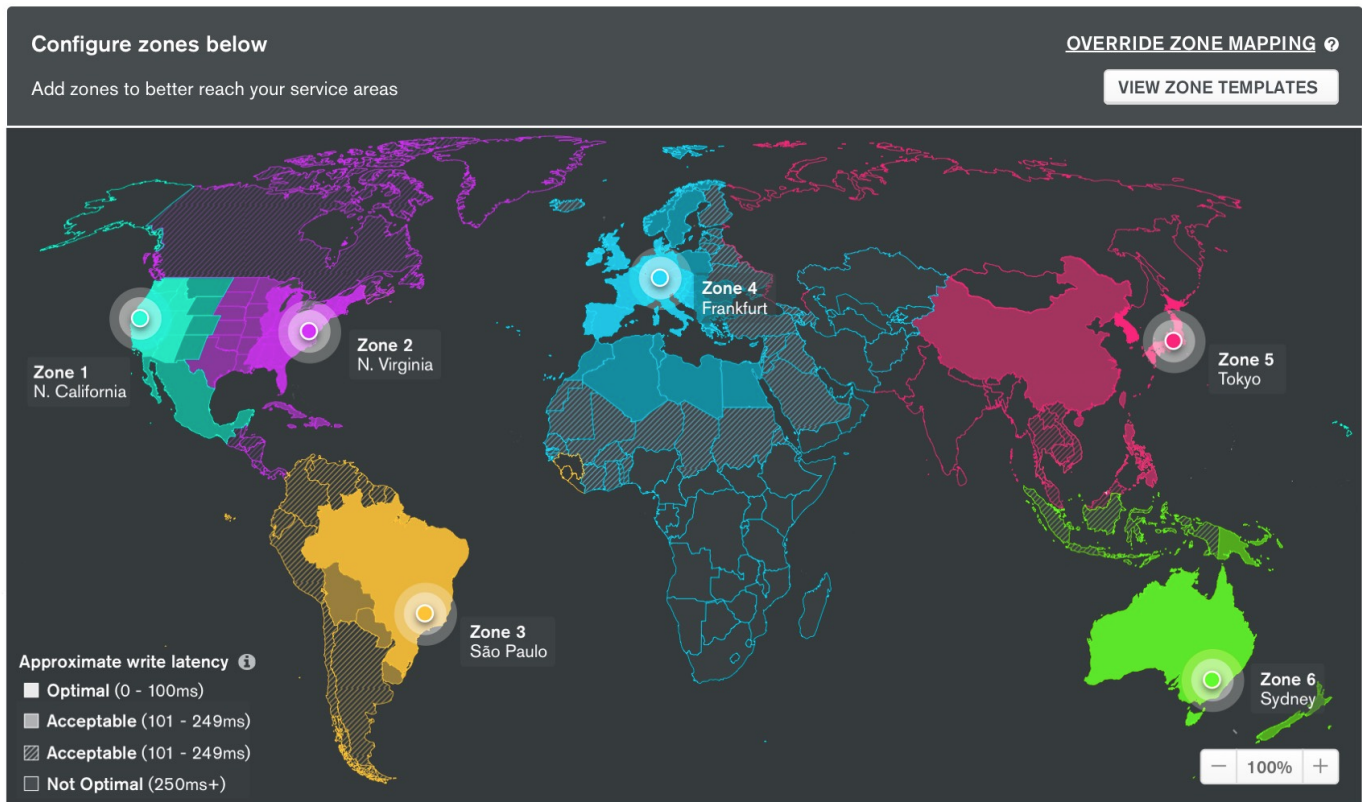 Configure zones below
OVERRIDE ZONE MAPPING ?
Add zones to better reach your service areas
VIEW ZONE TEMPLATES
Zone 4
Frankfurt
Zone 2
N. Virginia
Zone 1
N. California
Zone 5
Tokyo
Zone 3
São Paulo
Zone 6
Sydney
Approximate write latency i
Optimal (0 - 100ms)
Acceptable (101 - 249ms)
Acceptable (101 - 249ms)
Not Optimal (250ms+)
− 100% +